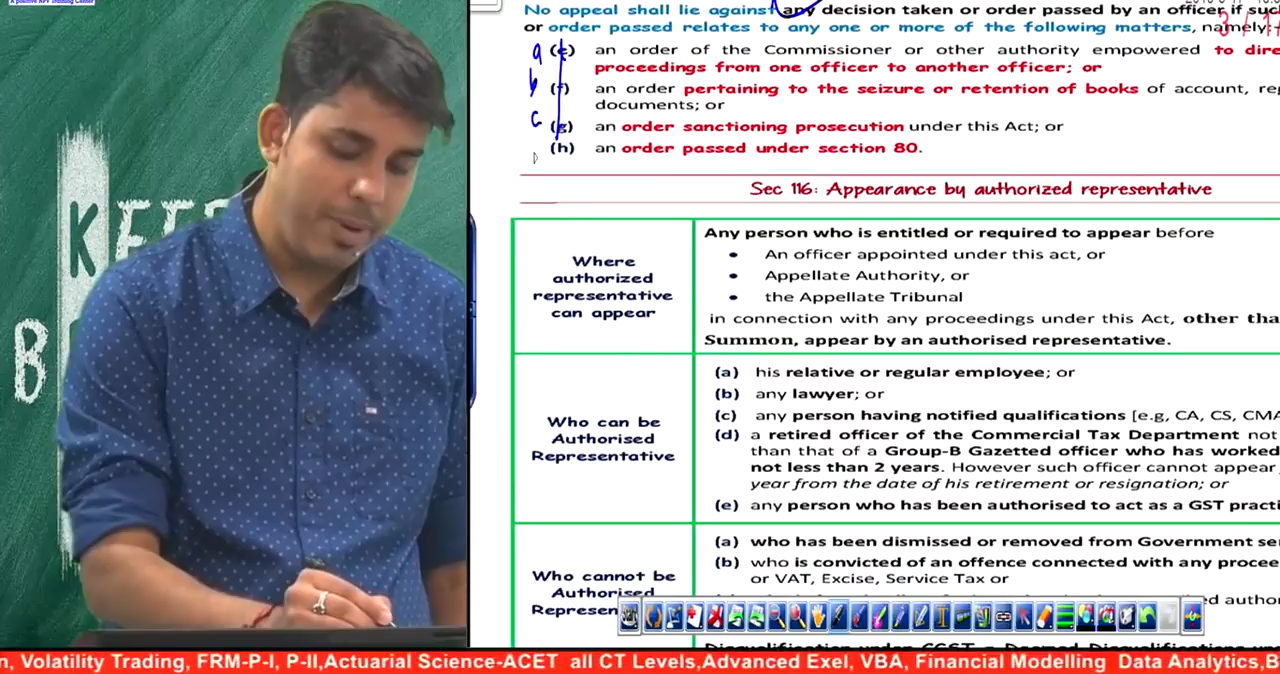 A positive KPI Training Center
KEEP
B
No appeal shall lie against any decision taken or order passed by an officer if such
or order passed relates to any one or more of the following matters, namely:-
a (e) an order of the Commissioner or other authority empowered to dire
proceedings from one officer to another officer; or
b (f) an order pertaining to the seizure or retention of books of account, reg
documents; or
c (g) an order sanctioning prosecution under this Act; or
(h) an order passed under section 80.
Sec 116: Appearance by authorized representative
Where
authorized
representative
can appear
Any person who is entitled or required to appear before
• An officer appointed under this act, or
• Appellate Authority, or
• the Appellate Tribunal
in connection with any proceedings under this Act, other tha
Summon, appear by an authorised representative.
Who can be
Authorised
Representative
(a) his relative or regular employee; or
(b) any lawyer; or
(c) any person having notified qualifications [e.g, CA, CS, CMA
(d) a retired officer of the Commercial Tax Department not
than that of a Group-B Gazetted officer who has worked
not less than 2 years. However such officer cannot appear
year from the date of his retirement or resignation; or
(e) any person who has been authorised to act as a GST practi
Who cannot be
Authorised
Represen
(a) who has been dismissed or removed from Government se
(b) who is convicted of an offence connected with any procee
or VAT, Excise, Service Tax or
n, Volatility Trading, FRM-P-I, P-II,Actuarial Science-ACET all CT Levels,Advanced Exel, VBA, Financial Modelling Data Analytics,B